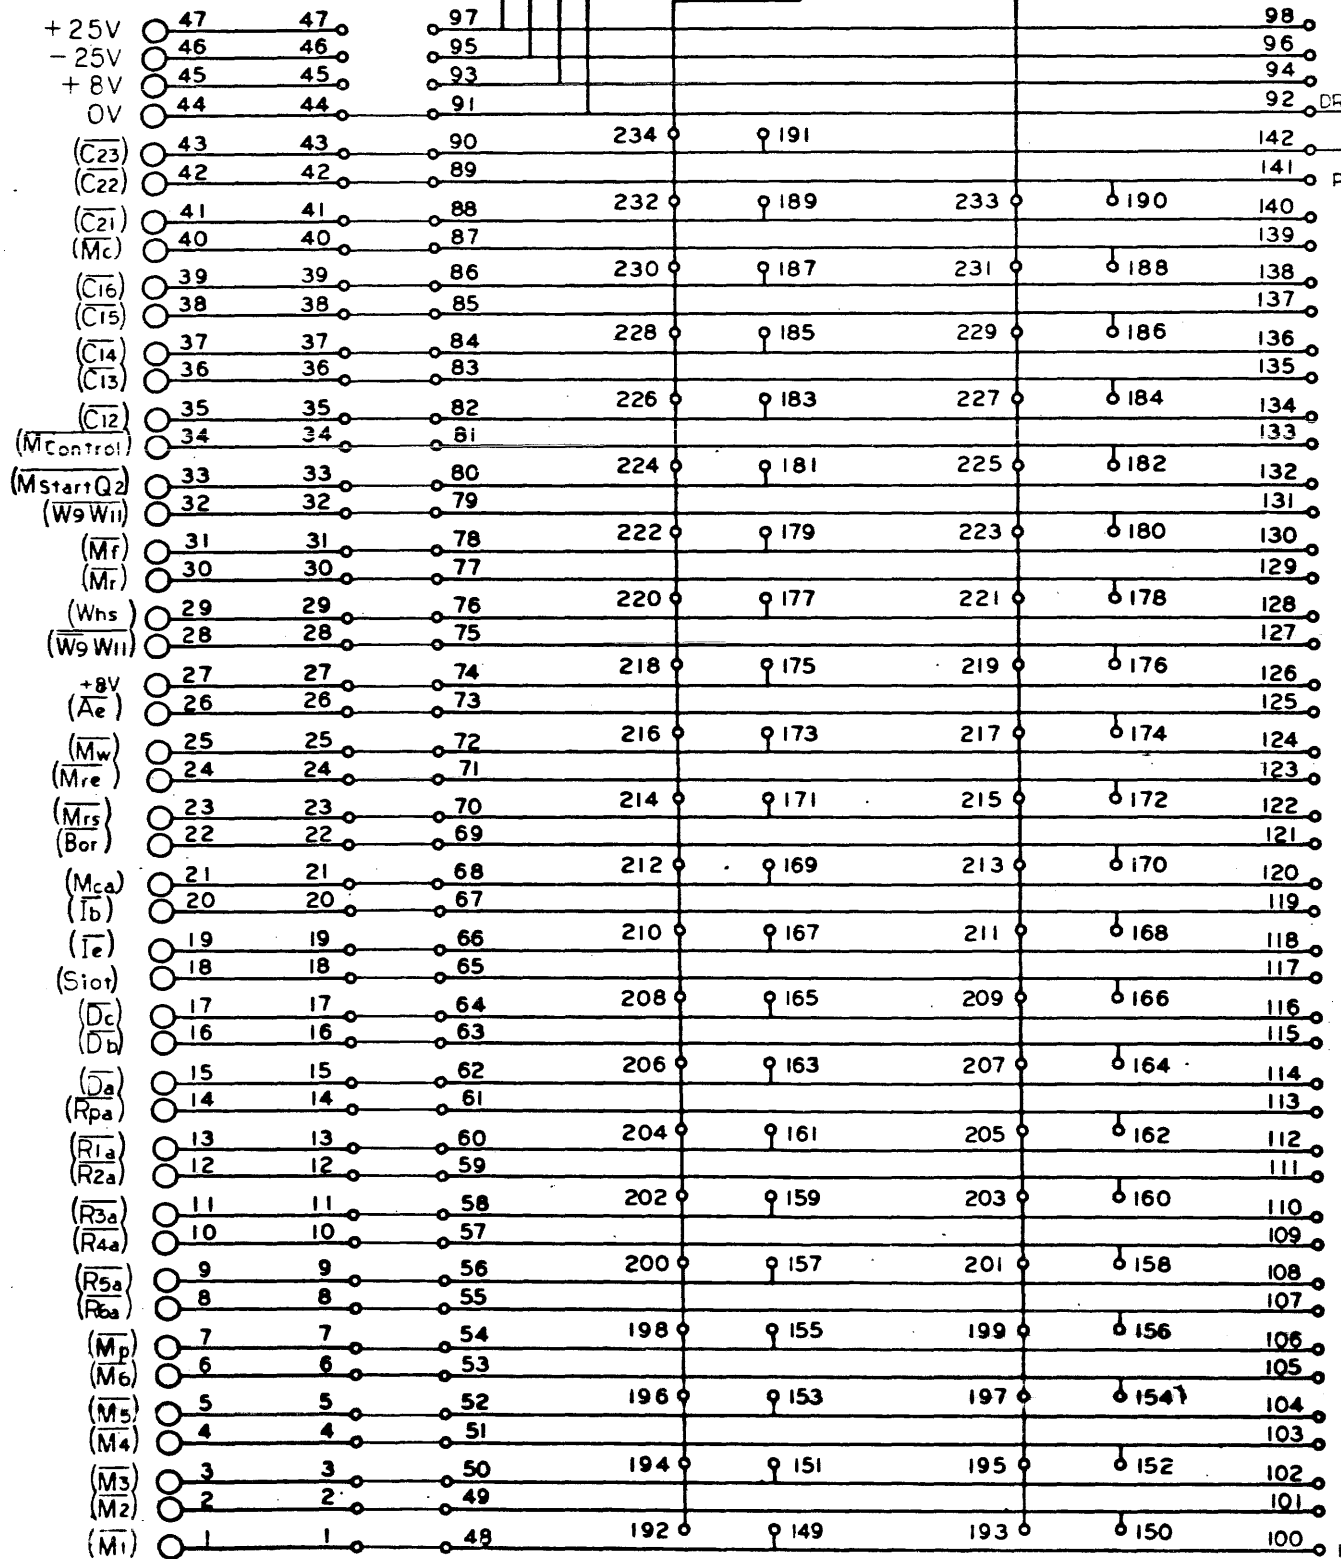 +25V 47 47 97 98
-25V 46 46 95 96
+8V 45 45 93 94
0V 44 44 91 92 DR
234 191
(C23) 43 43 90 142
(C22) 42 42 89 141 P
232 189 233 190
(C21) 41 41 88 140
(Mc) 40 40 87 139
230 187 231 188
(C16) 39 39 86 138
(C15) 38 38 85 137
228 185 229 186
(C14) 37 37 84 136
(C13) 36 36 83 135
226 183 227 184
(C12) 35 35 82 134
(MControl) 34 34 81 133
224 181 225 182
(MStartQ2) 33 33 80 132
(W9 W11) 32 32 79 131
222 179 223 180
(Mf) 31 31 78 130
(Mr) 30 30 77 129
220 177 221 178
(Whs) 29 29 76 128
(W9 W11) 28 28 75 127
218 175 219 176
+8V 27 27 74 126
(Ae) 26 26 73 125
216 173 217 174
(Mw) 25 25 72 124
(Mre) 24 24 71 123
214 171 215 172
(Mrs) 23 23 70 122
(Bor) 22 22 69 121
212 169 213 170
(Mca) 21 21 68 120
(Ib) 20 20 67 119
210 167 211 168
(Ie) 19 19 66 118
(Siot) 18 18 65 117
208 165 209 166
(Dc) 17 17 64 116
(Db) 16 16 63 115
206 163 207 164
(Da) 15 15 62 114
(Rpa) 14 14 61 113
204 161 205 162
(R1a) 13 13 60 112
(R2a) 12 12 59 111
202 159 203 160
(R3a) 11 11 58 110
(R4a) 10 10 57 109
200 157 201 158
(R5a) 9 9 56 108
(R6a) 8 8 55 107
198 155 199 156
(Mp) 7 7 54 106
(M6) 6 6 53 105
196 153 197 154
(M5) 5 5 52 104
(M4) 4 4 51 103
194 151 195 152
(M3) 3 3 50 102
(M2) 2 2 49 101
192 149 193 150
(M1) 1 1 48 100